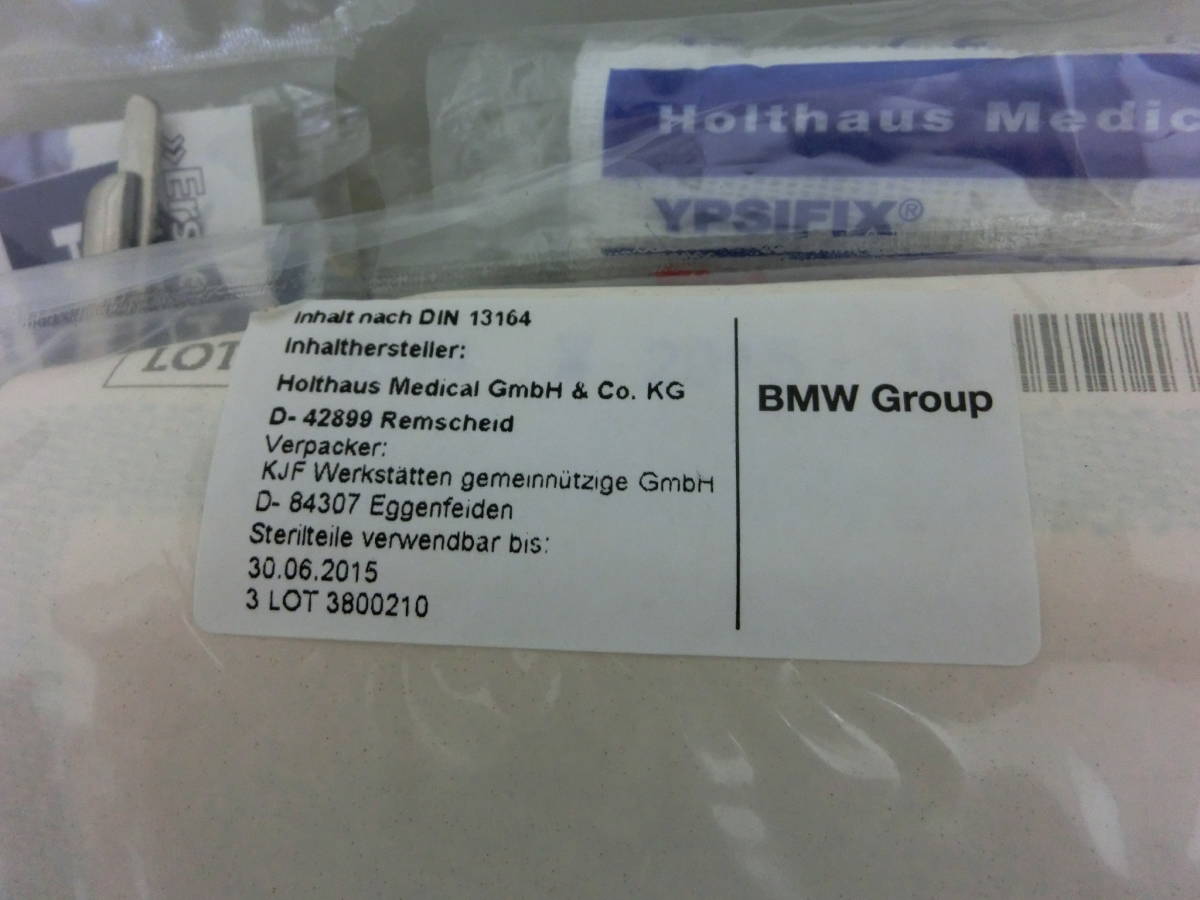 Holthaus Medic
YPSIFIX®
LOT
Inhalt nach DIN 13164
Inhalthersteller:
Holthaus Medical GmbH & Co. KG
D- 42899 Remscheid
Verpacker:
KJF Werkstätten gemeinnützige GmbH
D- 84307 Eggenfeiden
Sterilteile verwendbar bis:
30.06.2015
3 LOT 3800210
BMW Group